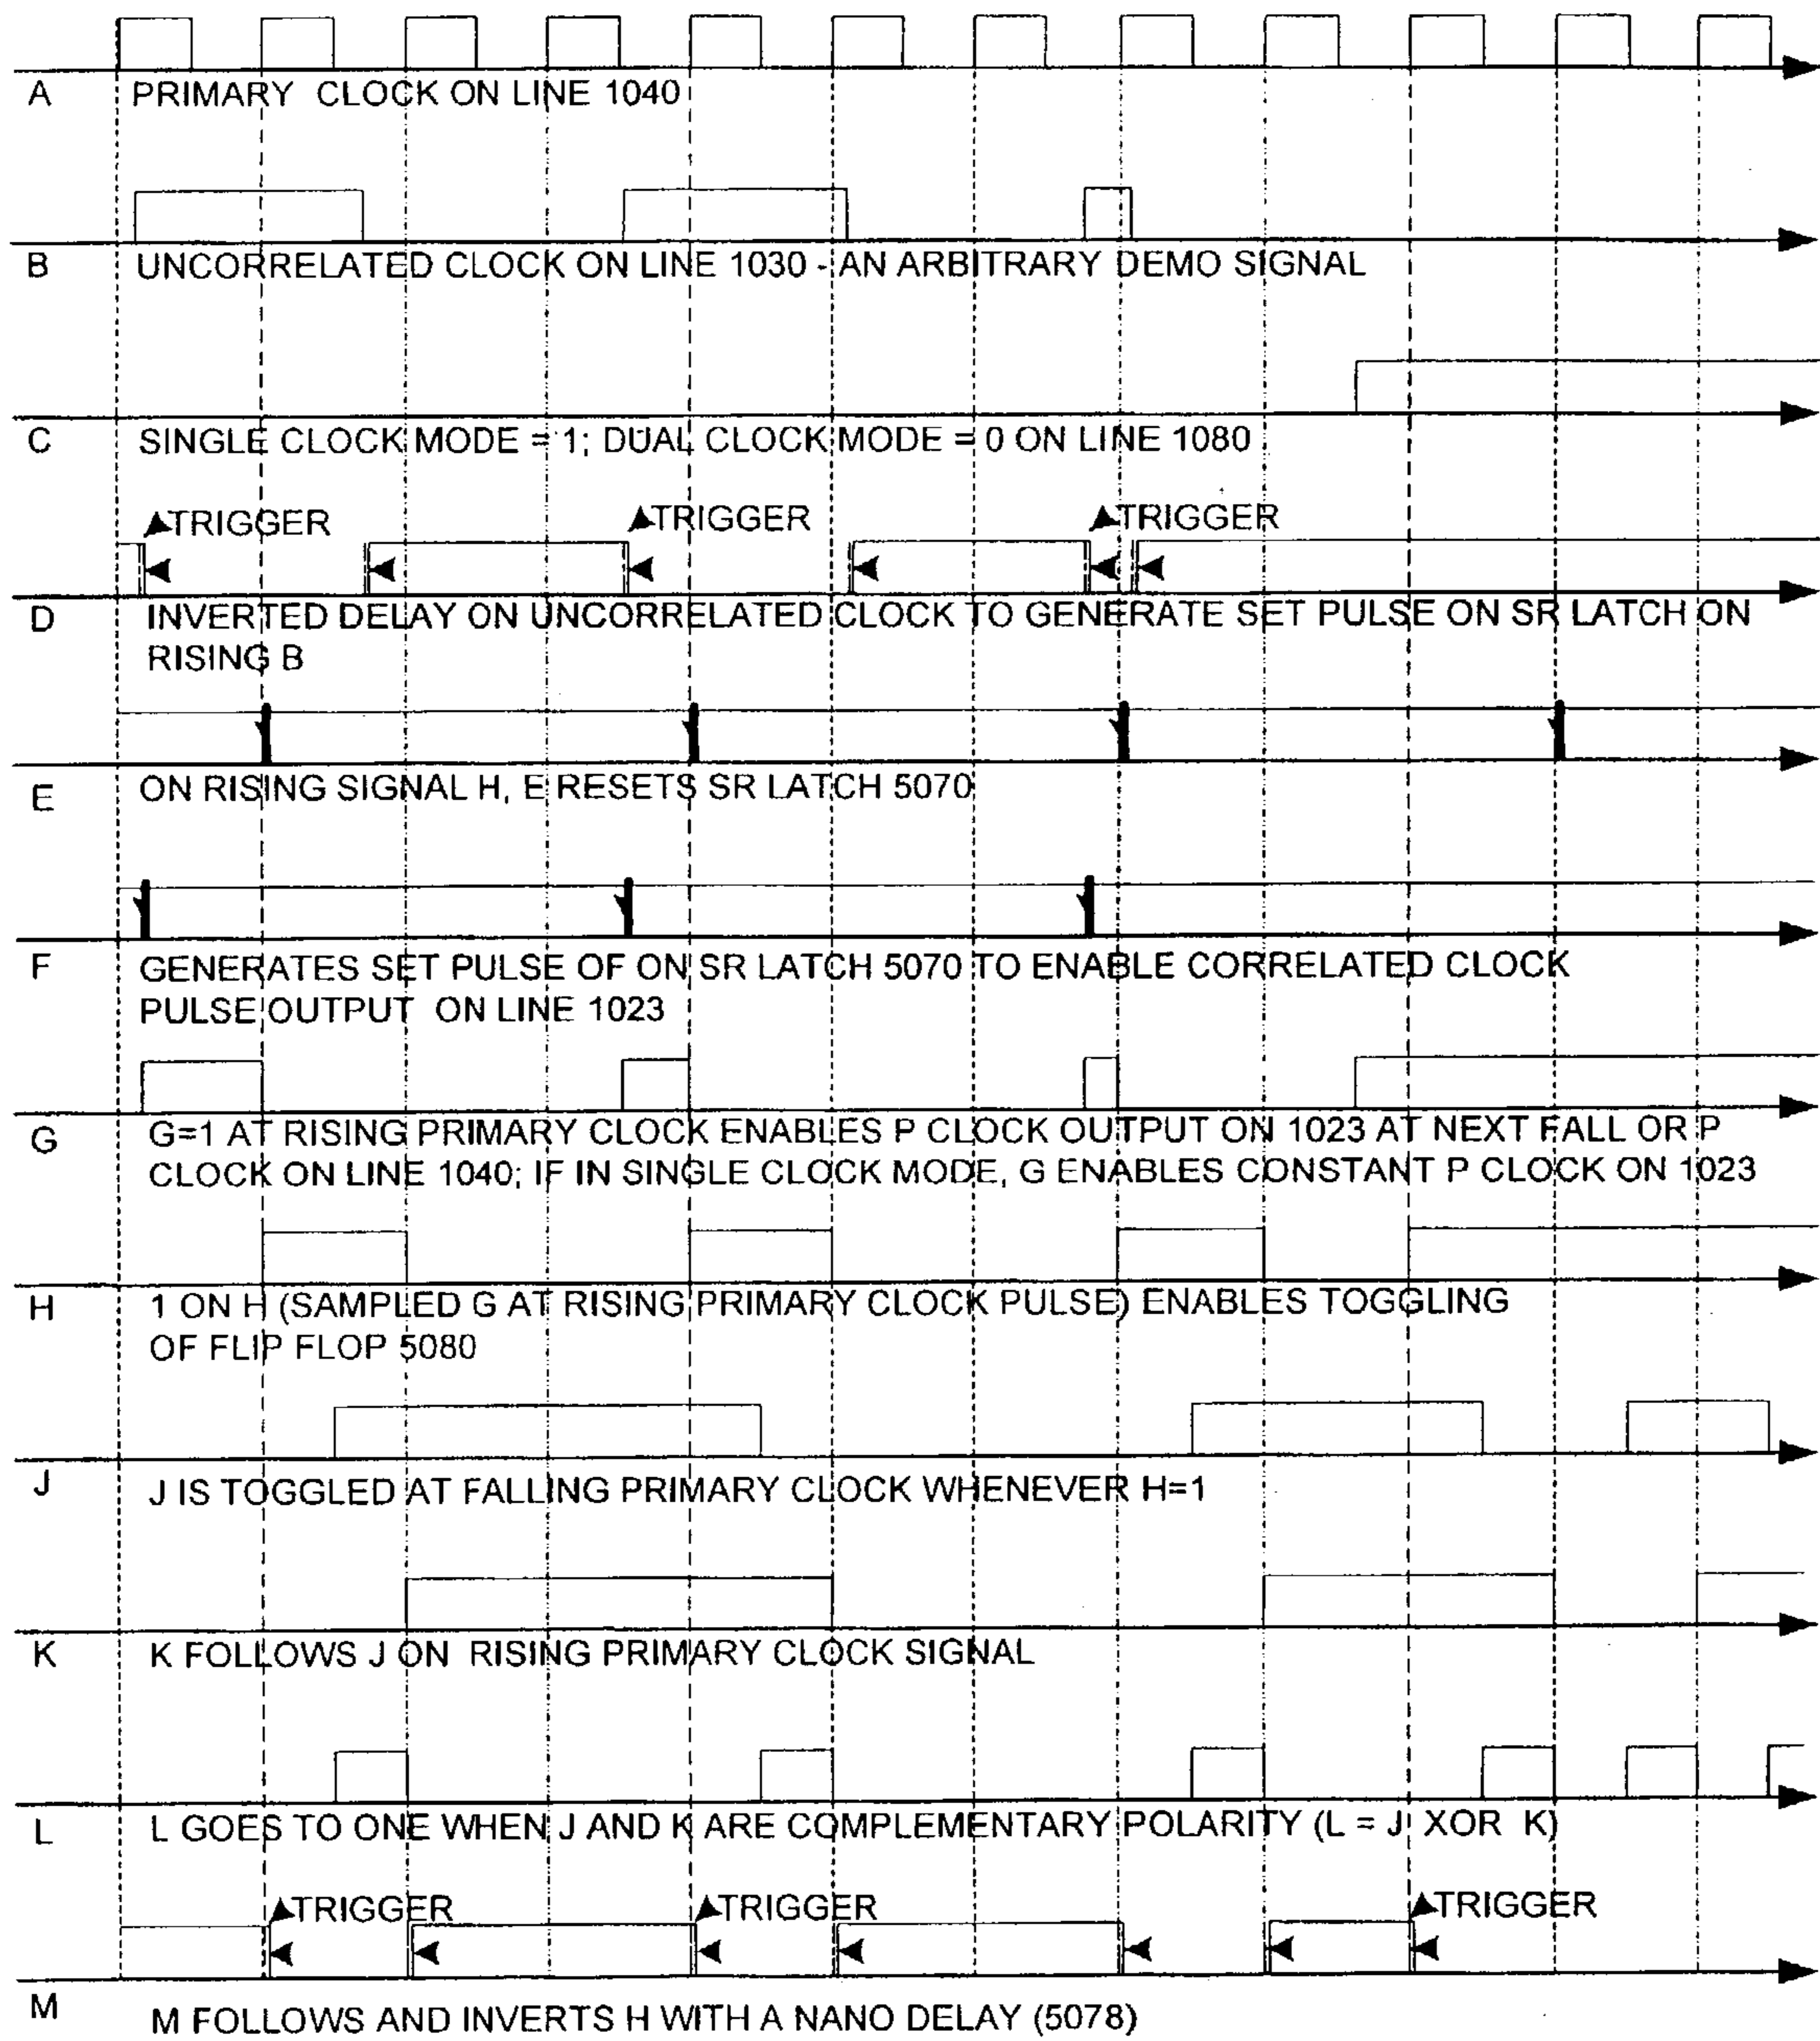 A PRIMARY CLOCK ON LINE 1040
B UNCORRELATED CLOCK ON LINE 1030 - AN ARBITRARY DEMO SIGNAL
C SINGLE CLOCK MODE = 1; DUAL CLOCK MODE = 0 ON LINE 1080
TRIGGER TRIGGER TRIGGER
D INVERTED DELAY ON UNCORRELATED CLOCK TO GENERATE SET PULSE ON SR LATCH ON
RISING B
E ON RISING SIGNAL H, E RESETS SR LATCH 5070
F GENERATES SET PULSE OF ON SR LATCH 5070 TO ENABLE CORRELATED CLOCK
PULSE OUTPUT ON LINE 1023
G G=1 AT RISING PRIMARY CLOCK ENABLES P CLOCK OUTPUT ON 1023 AT NEXT FALL OR P
CLOCK ON LINE 1040; IF IN SINGLE CLOCK MODE, G ENABLES CONSTANT P CLOCK ON 1023
H 1 ON H (SAMPLED G AT RISING PRIMARY CLOCK PULSE) ENABLES TOGGLING
OF FLIP FLOP 5080
J J IS TOGGLED AT FALLING PRIMARY CLOCK WHENEVER H=1
K K FOLLOWS J ON RISING PRIMARY CLOCK SIGNAL
L L GOES TO ONE WHEN J AND K ARE COMPLEMENTARY POLARITY (L = J XOR K)
TRIGGER TRIGGER TRIGGER
M M FOLLOWS AND INVERTS H WITH A NANO DELAY (5078)